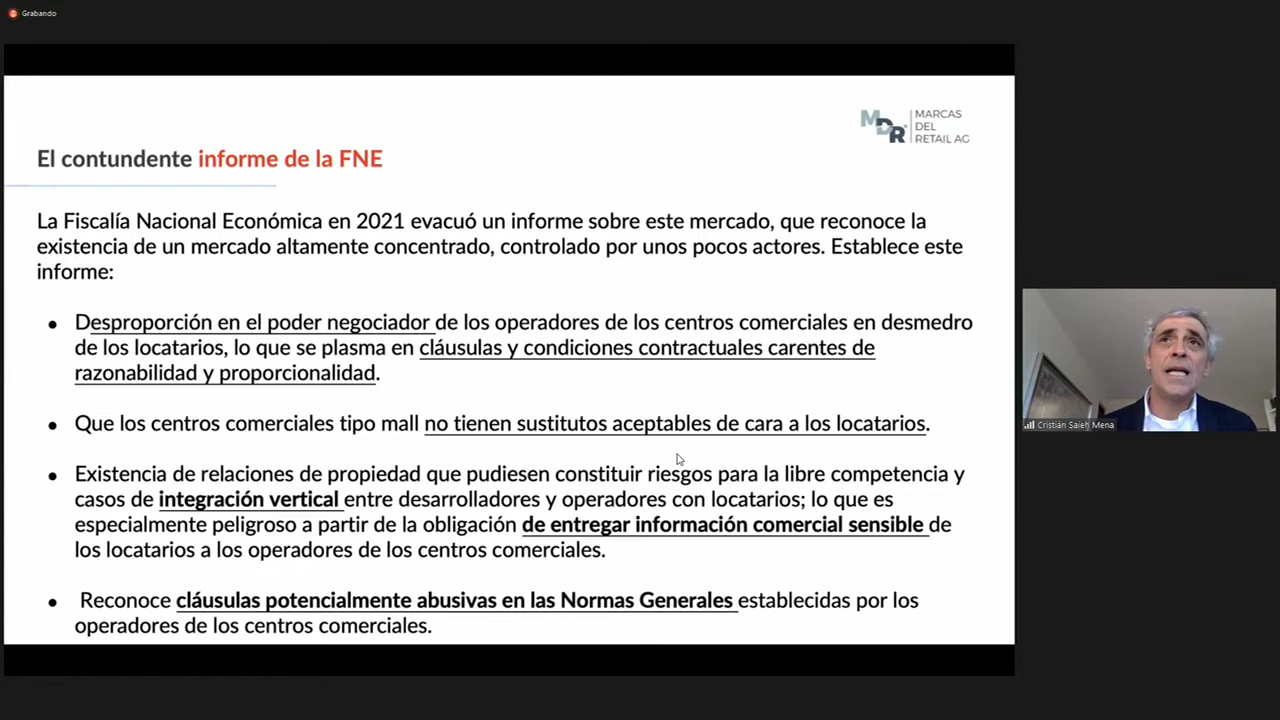 Grabando
MDR
MARCAS
DEL
RETAIL AG
El contundente informe de la FNE
La Fiscalía Nacional Económica en 2021 evacuó un informe sobre este mercado, que reconoce la
existencia de un mercado altamente concentrado, controlado por unos pocos actores. Establece este
informe:
● Desproporción en el poder negociador de los operadores de los centros comerciales en desmedro
de los locatarios, lo que se plasma en cláusulas y condiciones contractuales carentes de
razonabilidad y proporcionalidad.
● Que los centros comerciales tipo mall no tienen sustitutos aceptables de cara a los locatarios.
● Existencia de relaciones de propiedad que pudiesen constituir riesgos para la libre competencia y
casos de integración vertical entre desarrolladores y operadores con locatarios; lo que es
especialmente peligroso a partir de la obligación de entregar información comercial sensible de
los locatarios a los operadores de los centros comerciales.
● Reconoce cláusulas potencialmente abusivas en las Normas Generales establecidas por los
operadores de los centros comerciales.
Cristián Saieh Mena